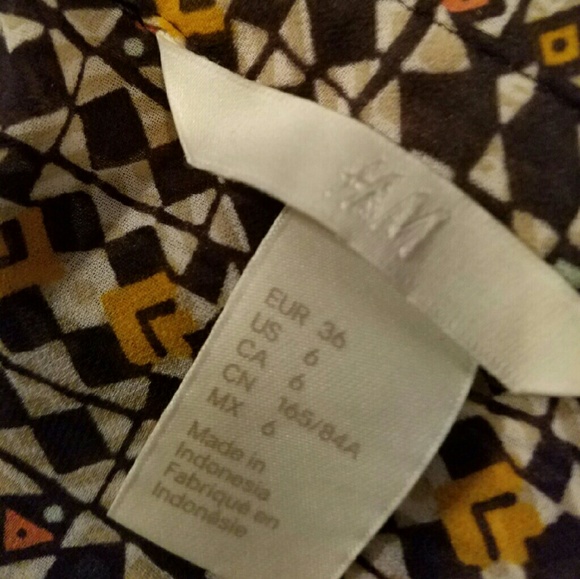 H&M
EUR 36
US 6
CA 6
CN 165/84A
MX 6
Made in
Indonesia
Fabriqué en
Indonésie